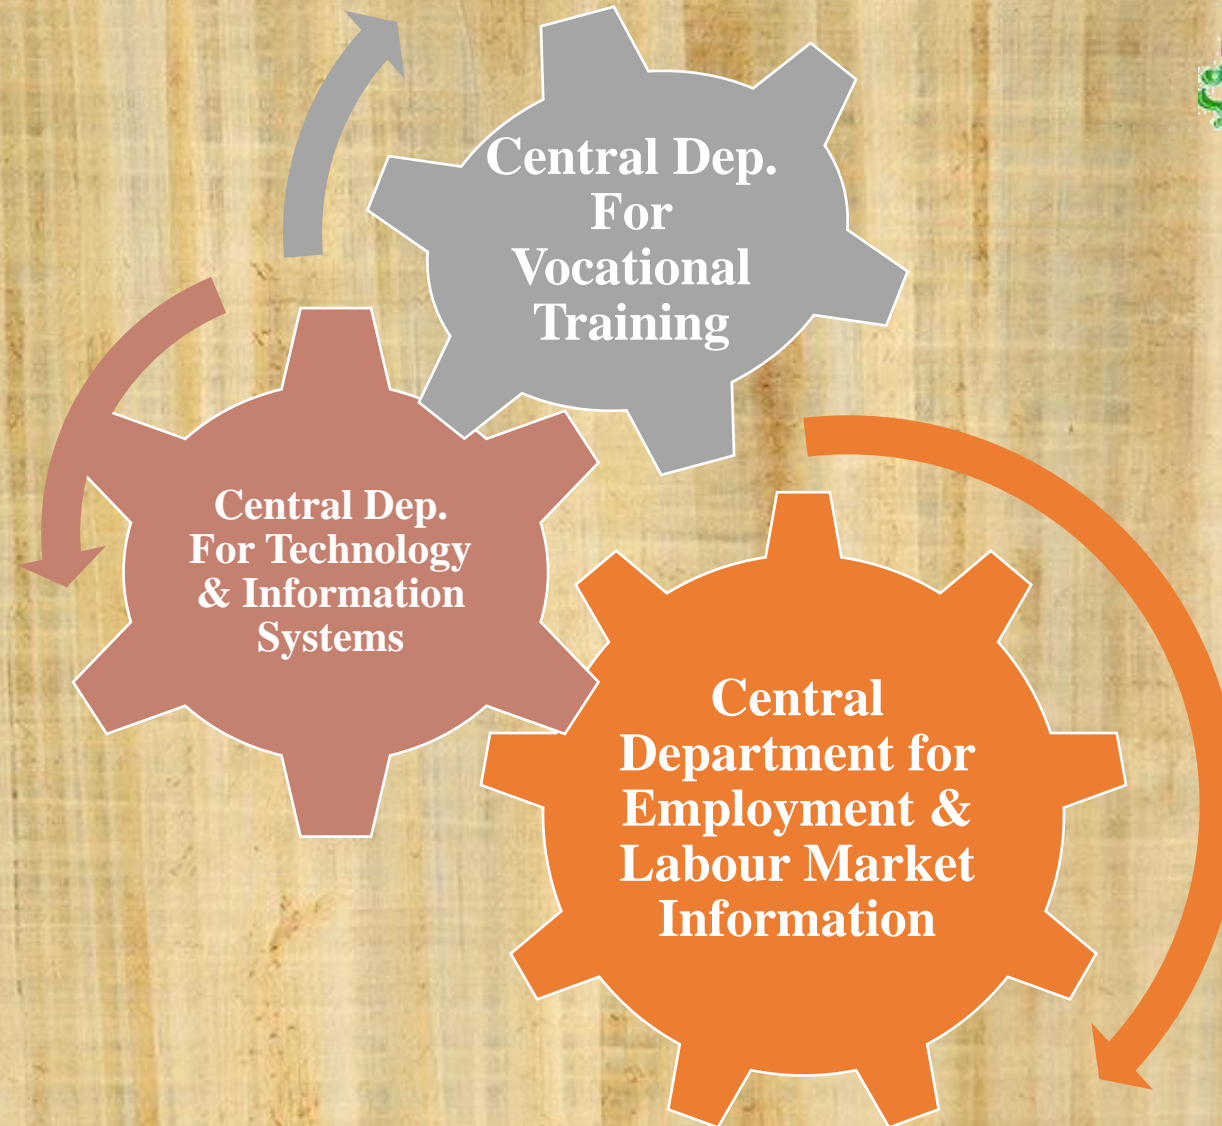 Central Dep.
For
Vocational
Training
Central Dep.
For Technology
& Information
Systems
Central
Department for
Employment &
Labour Market
Information